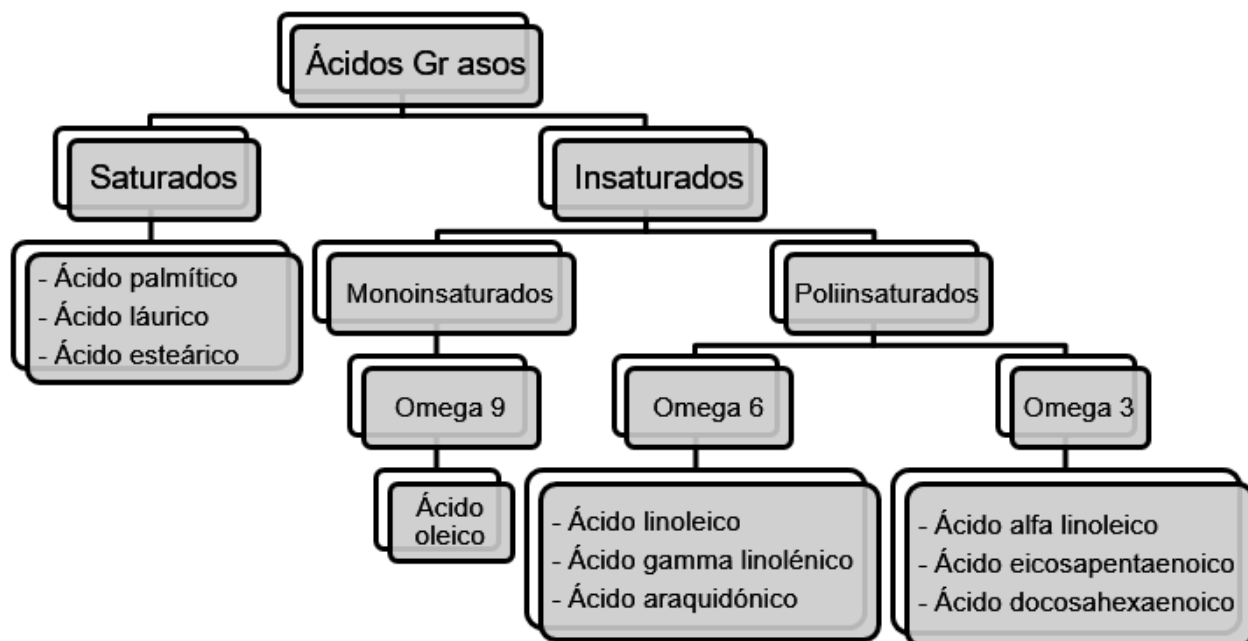 Ácidos Gr asos
Saturados
Insaturados
- Ácido palmítico
- Ácido láurico
- Ácido esteárico
Monoinsaturados
Poliinsaturados
Omega 9
Omega 6
Omega 3
Ácido
oleico
- Ácido linoleico
- Ácido gamma linolénico
- Ácido araquidónico
- Ácido alfa linoleico
- Ácido eicosapentaenoico
- Ácido docosahexaenoico